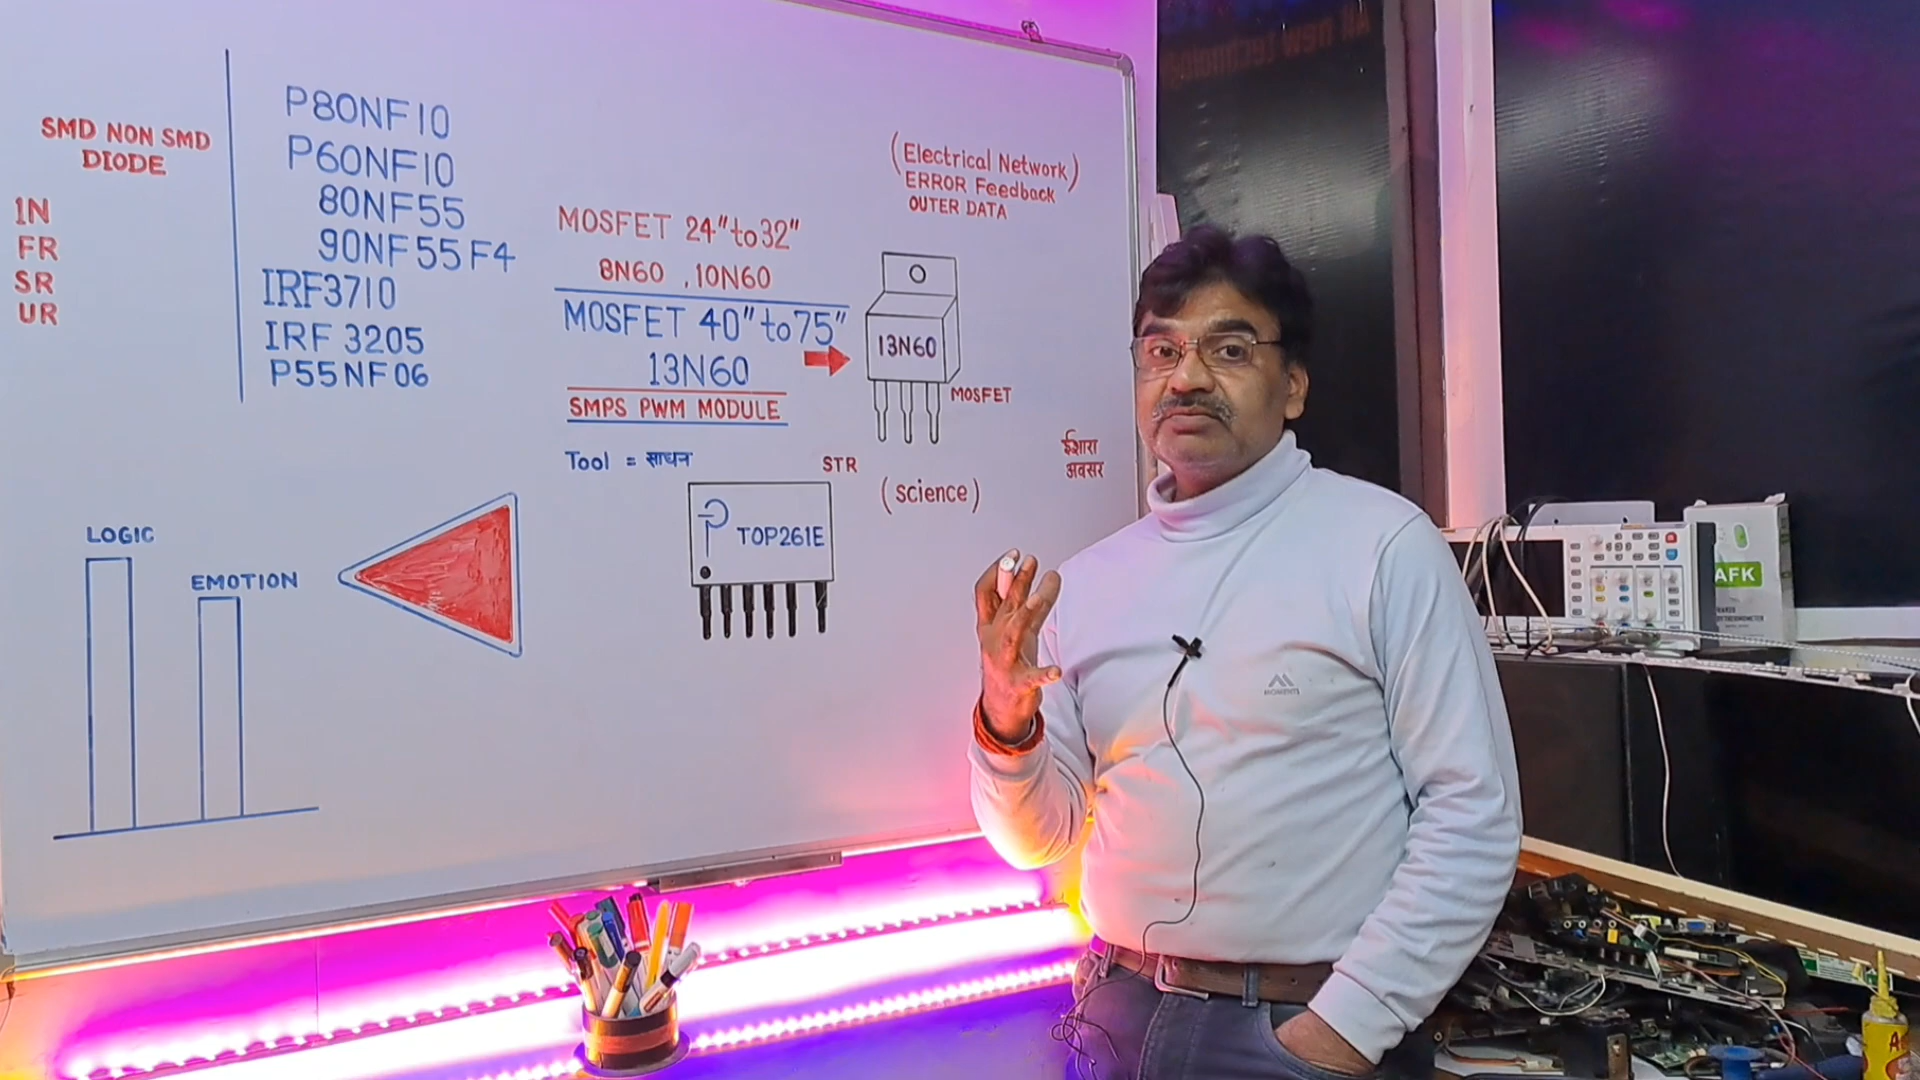 SMD NON SMD
DIODE
1N
FR
SR
UR
P80NF10
P60NF10
80NF55
90NF55F4
IRF3710
IRF 3205
P55NF06
MOSFET 24" to 32"
8N60 , 10N60
MOSFET 40" to 75"
13N60
SMPS PWM MODULE
Tool = साधन
(Electrical Network)
ERROR Feedback
OUTER DATA
13N60
MOSFET
STR
(science)
ईशारा
अवसर
TOP261E
LOGIC
EMOTION
MOMENTS
AFK